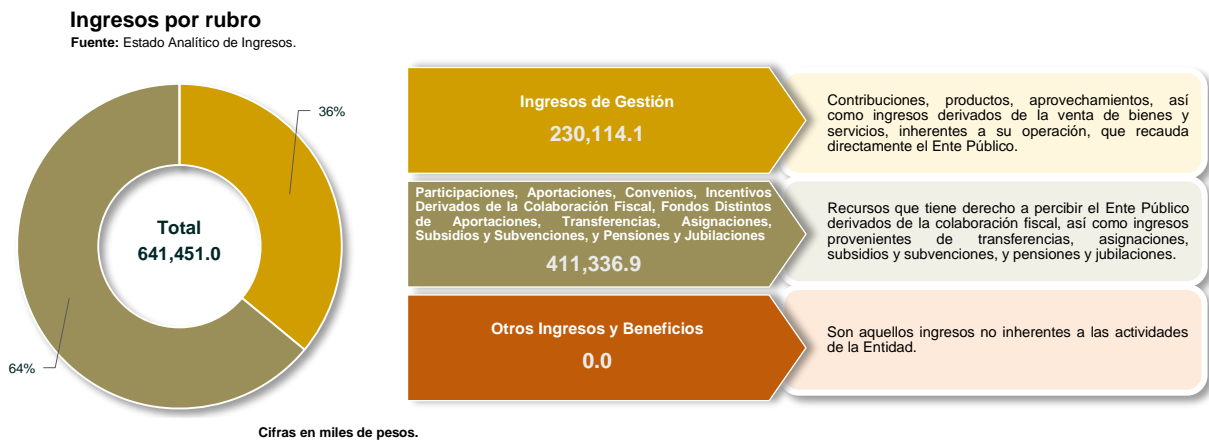 Ingresos por rubro
Fuente: Estado Analítico de Ingresos.
36%
Total
641,451.0
64%
Ingresos de Gestión
230,114.1
Contribuciones, productos, aprovechamientos, así
como ingresos derivados de la venta de bienes y
servicios, inherentes a su operación, que recauda
directamente el Ente Público.
Participaciones, Aportaciones, Convenios, Incentivos
Derivados de la Colaboración Fiscal, Fondos Distintos
de Aportaciones, Transferencias, Asignaciones,
Subsidios y Subvenciones, y Pensiones y Jubilaciones
411,336.9
Recursos que tiene derecho a percibir el Ente Público
derivados de la colaboración fiscal, así como ingresos
provenientes de transferencias, asignaciones,
subsidios y subvenciones, y pensiones y jubilaciones.
Otros Ingresos y Beneficios
0.0
Son aquellos ingresos no inherentes a las actividades
de la Entidad.
Cifras en miles de pesos.